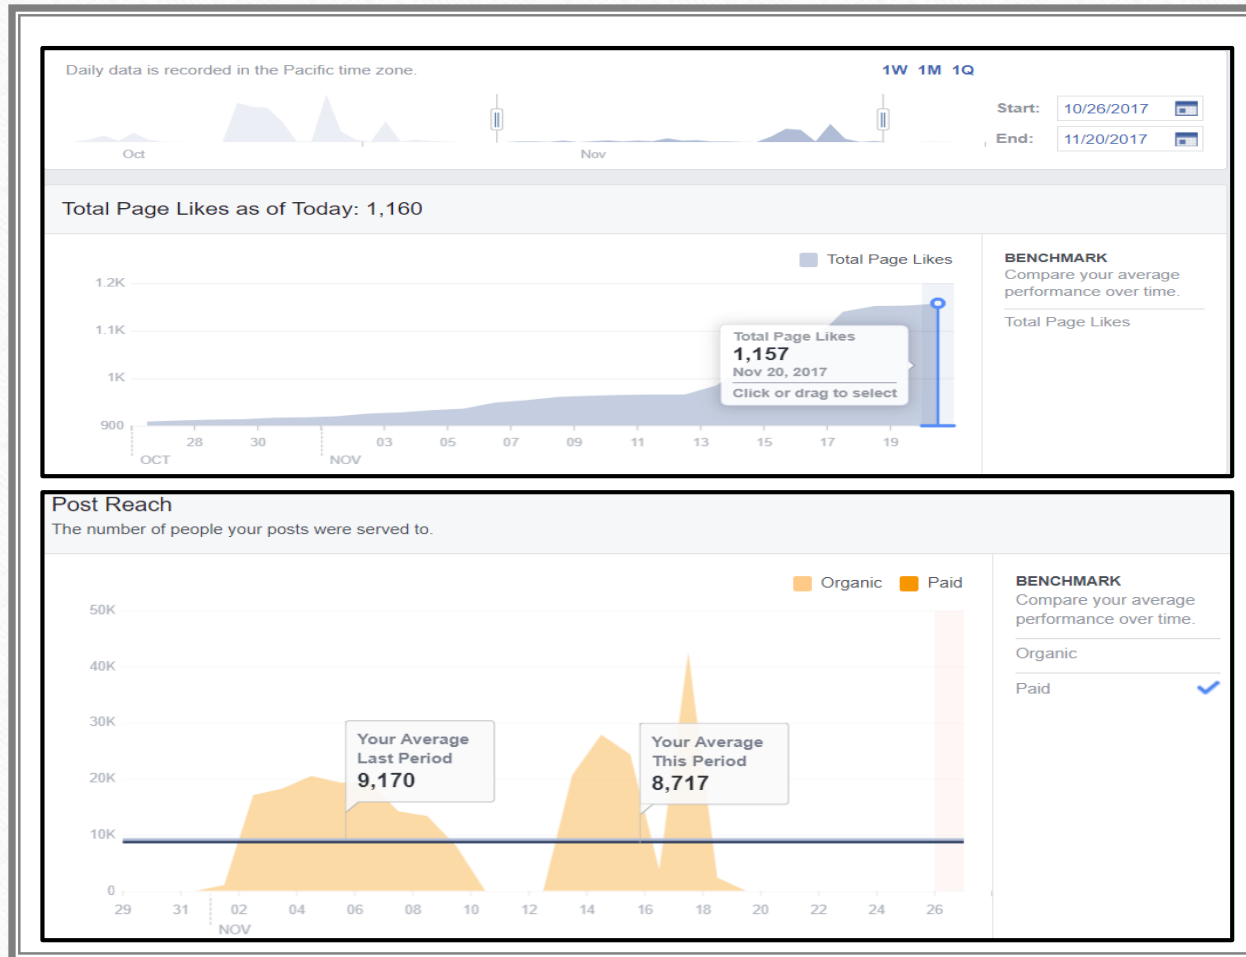 Daily data is recorded in the Pacific time zone.
1W 1M 1Q
Start: 10/26/2017
End: 11/20/2017
Oct
Nov
Total Page Likes as of Today: 1,160
Total Page Likes
1.2K
1.1K
1K
900
Total Page Likes
1,157
Nov 20, 2017
Click or drag to select
28 30 03 05 07 09 11 13 15 17 19
OCT NOV
BENCHMARK
Compare your average
performance over time.
Total Page Likes
Post Reach
The number of people your posts were served to.
Organic Paid
50K
40K
30K
20K
10K
0
Your Average
Last Period
9,170
Your Average
This Period
8,717
29 31 02 04 06 08 10 12 14 16 18 20 22 24 26
NOV
BENCHMARK
Compare your average
performance over time.
Organic
Paid